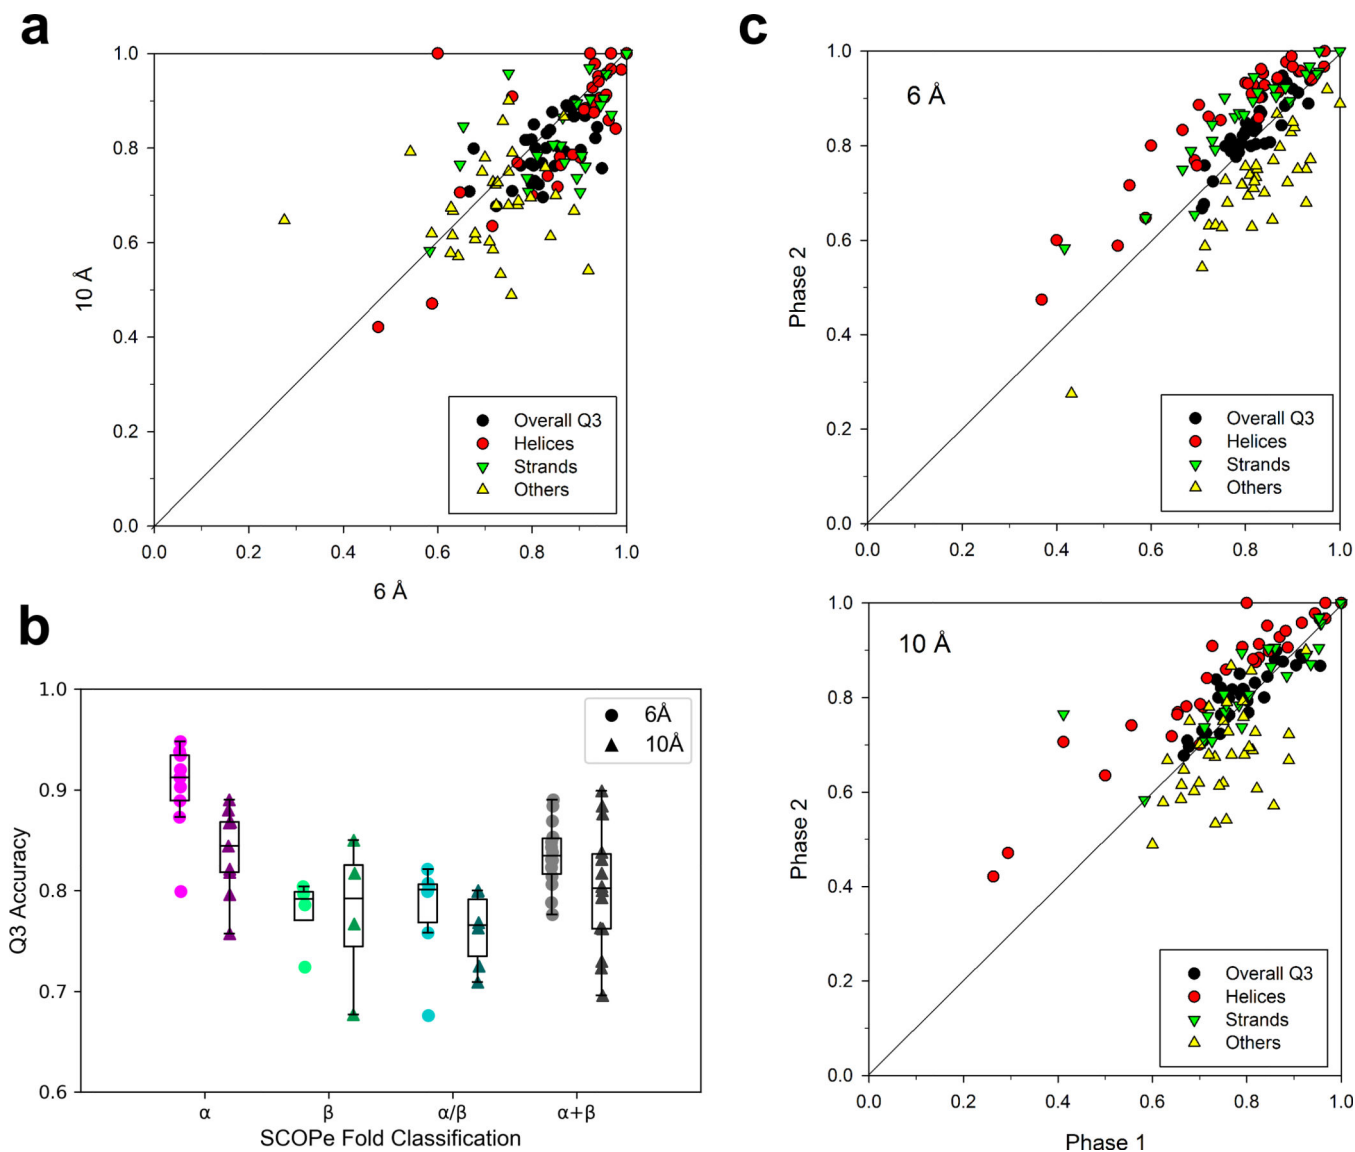 a
1.0
0.8
0.6
0.4
0.2
0.0
10 Å
0.0 0.2 0.4 0.6 0.8 1.0
6 Å
Overall Q3
Helices
Strands
Others
b
1.0
0.9
0.8
0.7
0.6
Q3 Accuracy
6Å
10Å
α β α/β α+β
SCOPe Fold Classification
c
1.0
0.8
0.6
0.4
0.2
0.0
Phase 2
6 Å
Overall Q3
Helices
Strands
Others
0.0 0.2 0.4 0.6 0.8 1.0
1.0
0.8
0.6
0.4
0.2
0.0
Phase 2
10 Å
Overall Q3
Helices
Strands
Others
0.0 0.2 0.4 0.6 0.8 1.0
Phase 1